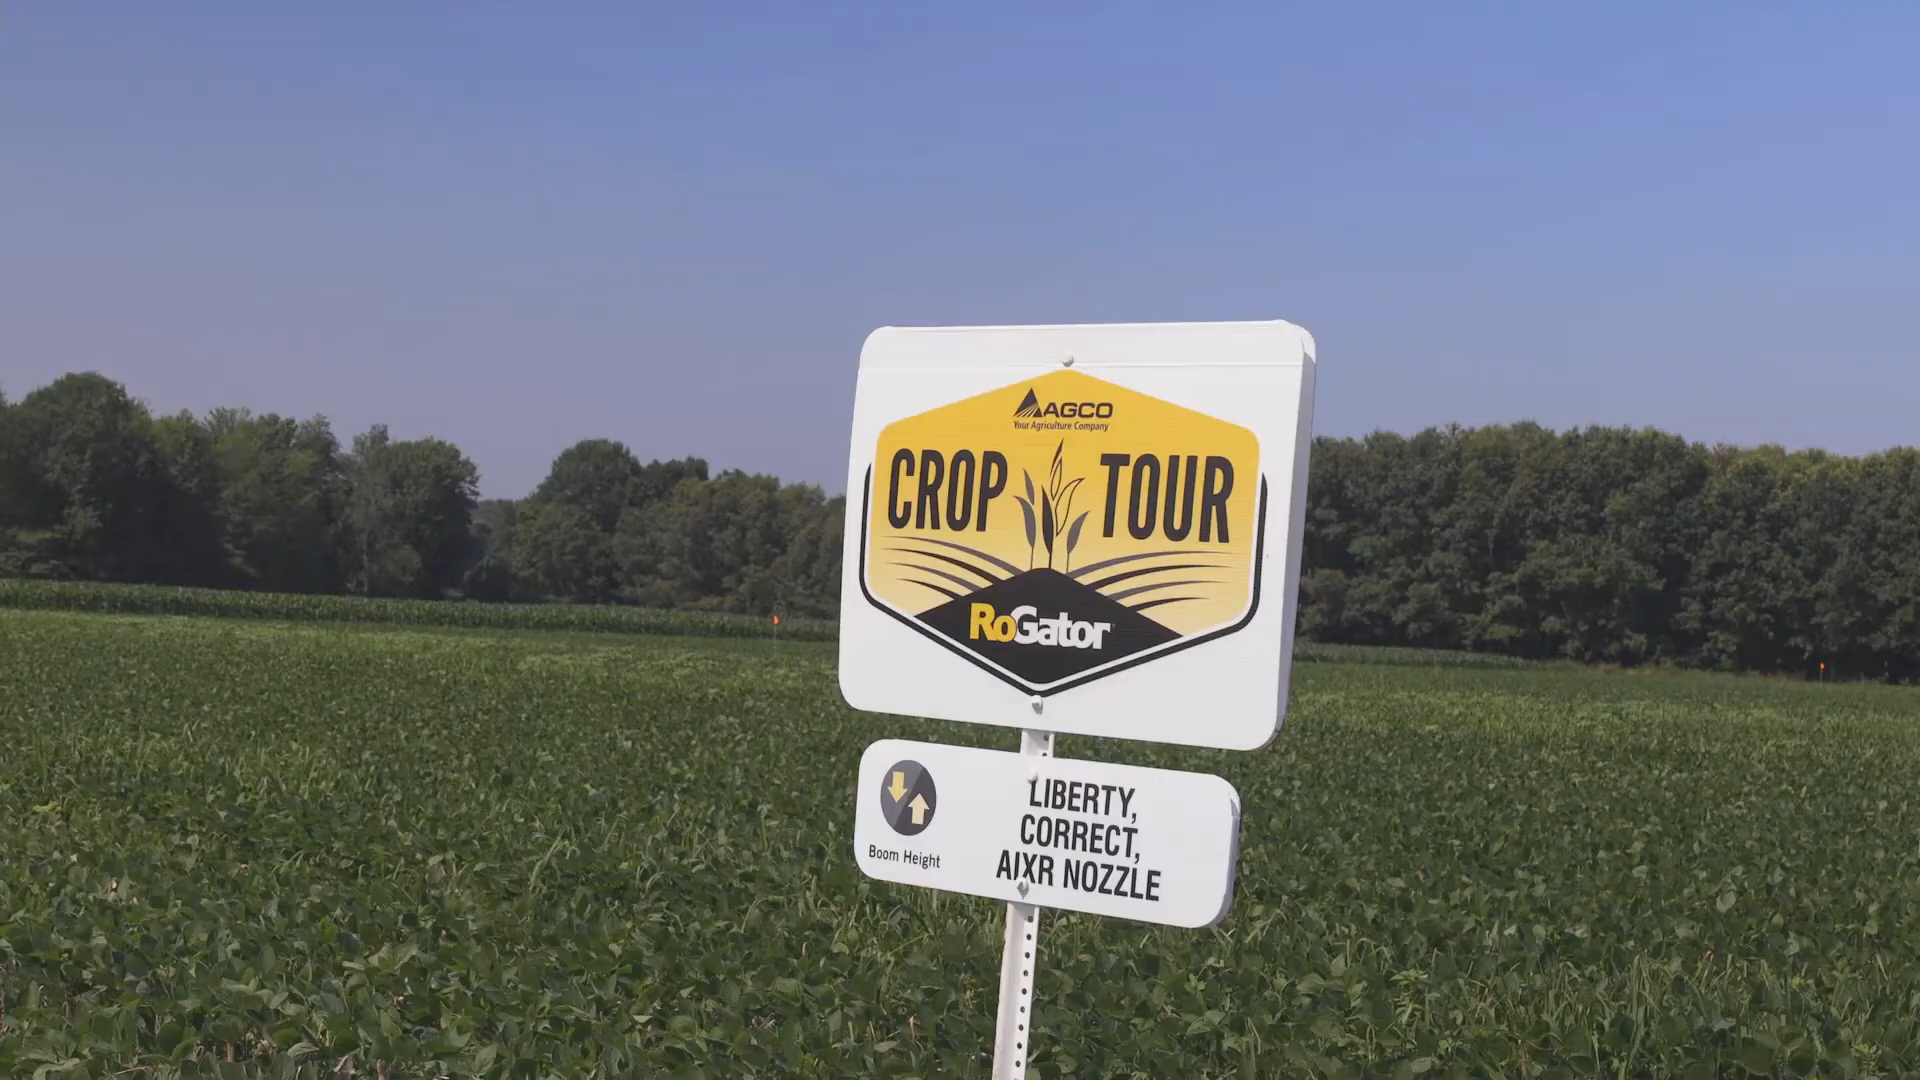 AGCO
Your Agriculture Company
CROP TOUR
RoGator
Boom Height
LIBERTY,
CORRECT,
AIXR NOZZLE